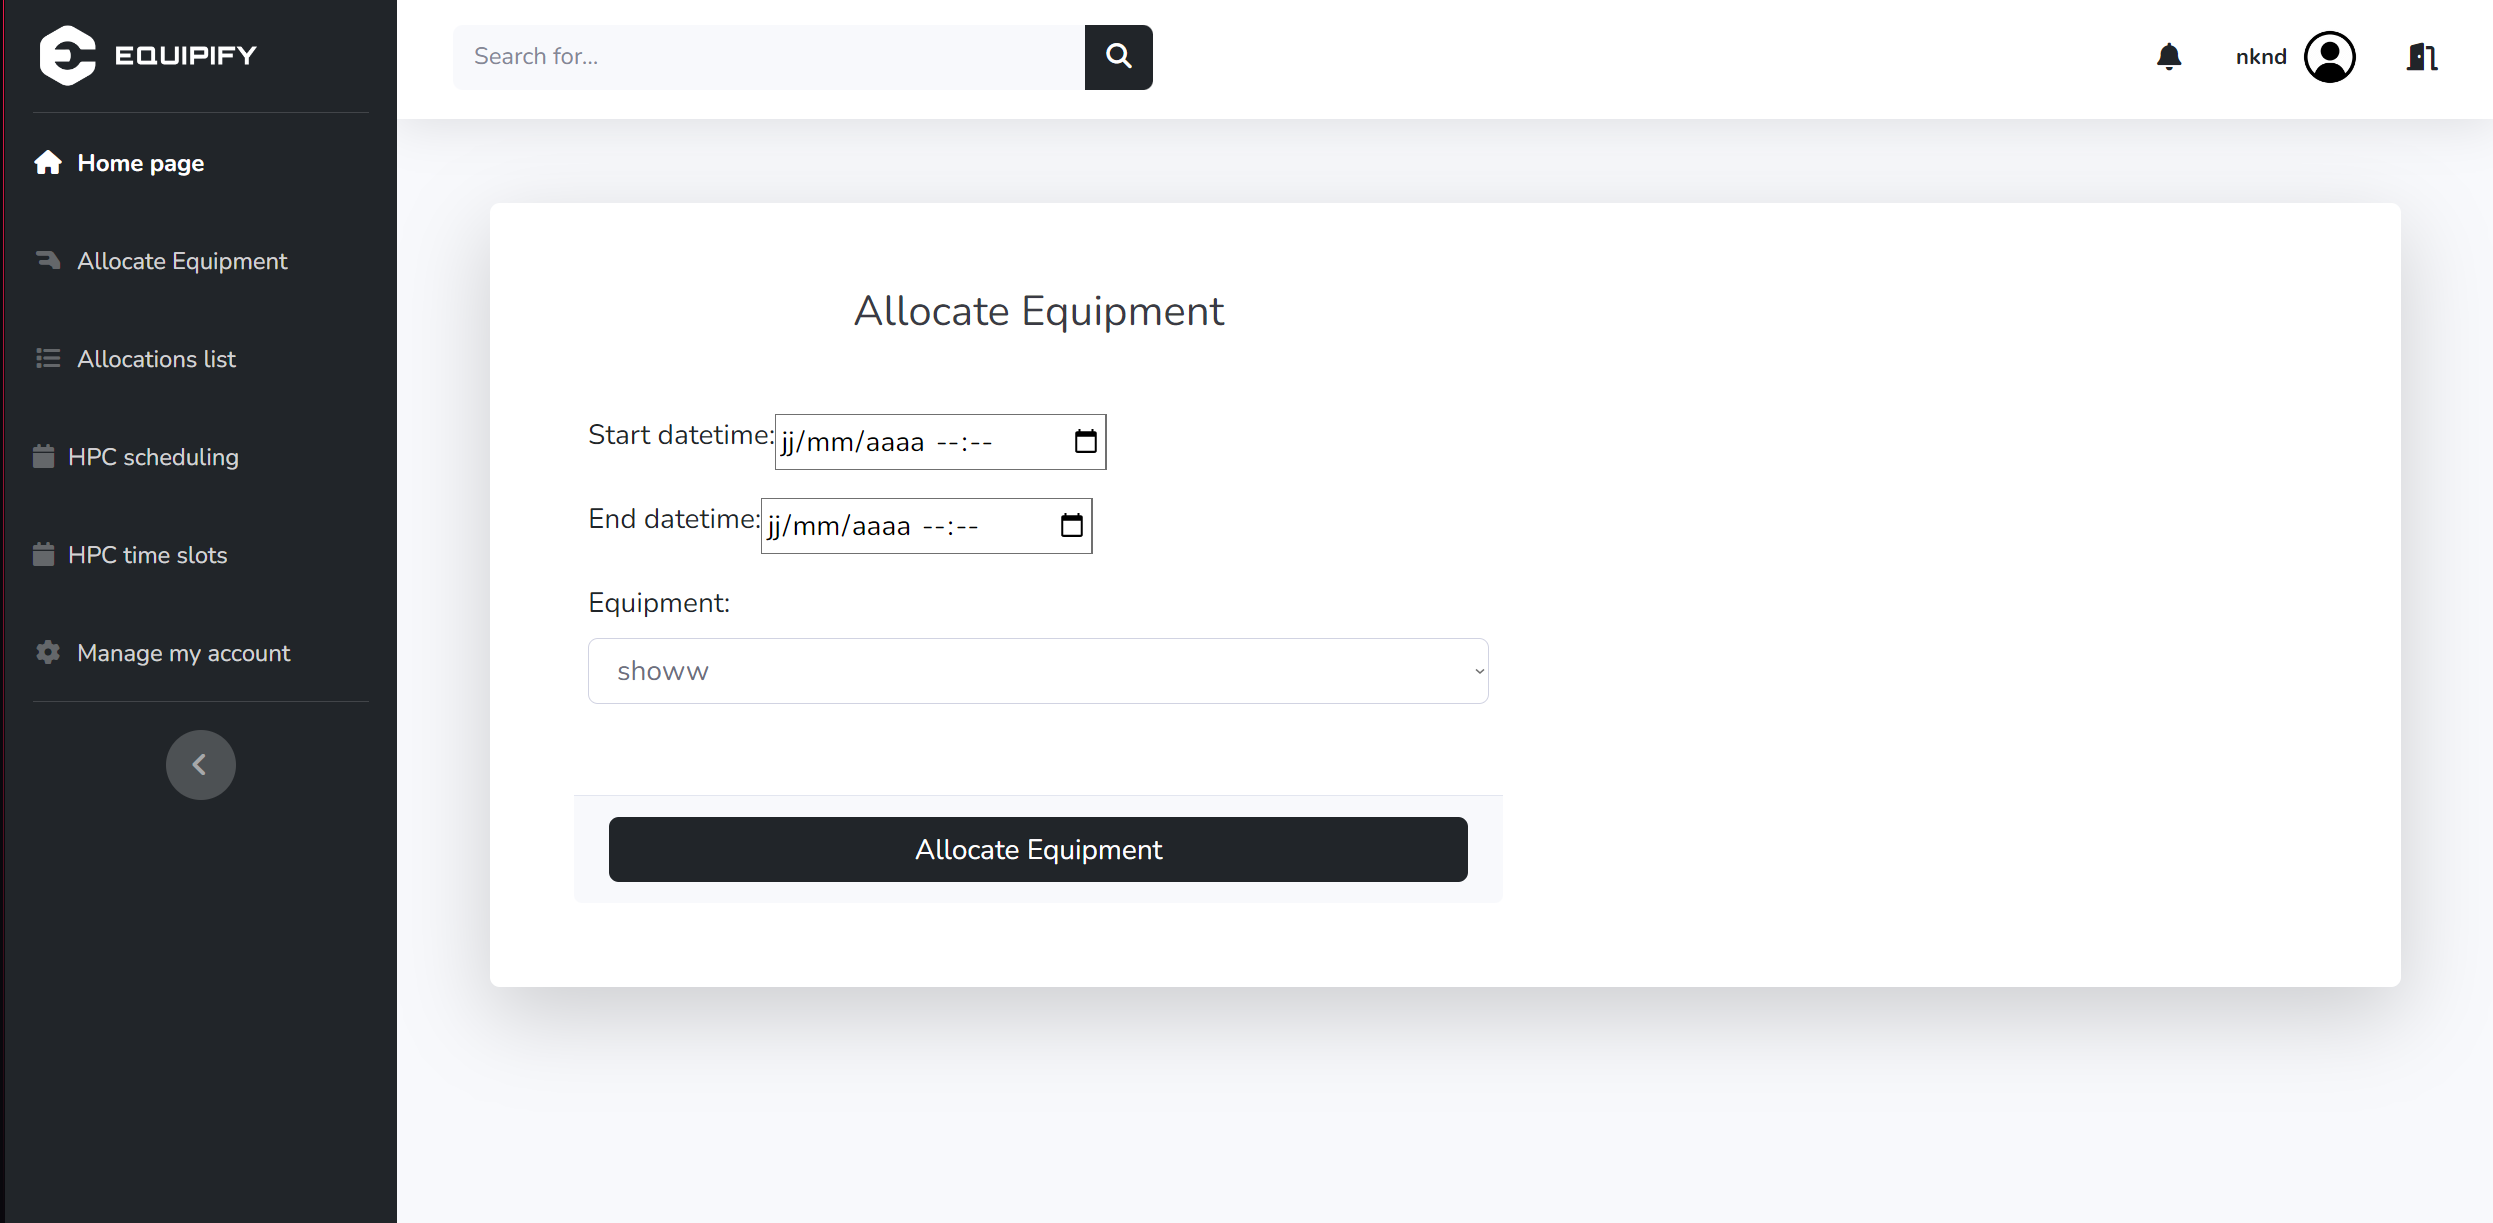 EQUIPIFY
Search for...
nknd
Home page
Allocate Equipment
Allocations list
HPC scheduling
HPC time slots
Manage my account
Allocate Equipment
Start datetime: jj/mm/aaaa --:--
End datetime: jj/mm/aaaa --:--
Equipment:
showw
Allocate Equipment